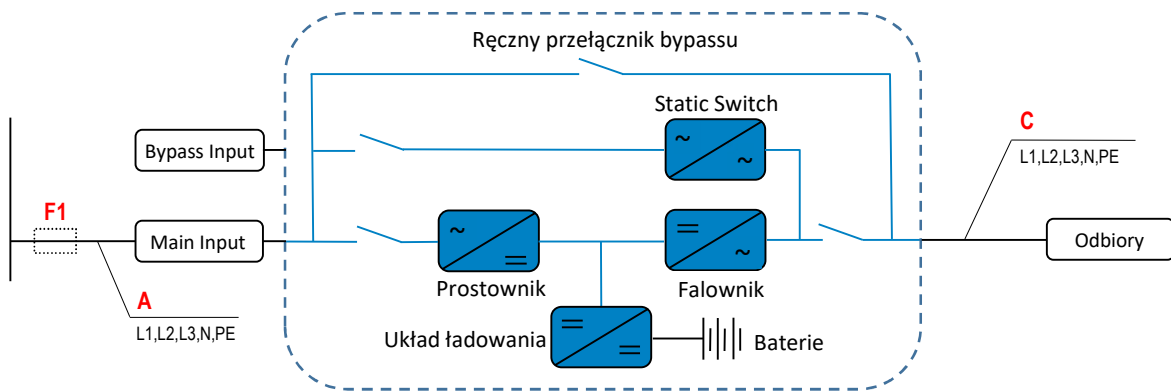 Ręczny przełącznik bypassu
Static Switch
C
Bypass Input
L1,L2,L3,N,PE
F1
Main Input
Odbiory
Prostownik
Falownik
A
L1,L2,L3,N,PE
Układ ładowania
Baterie